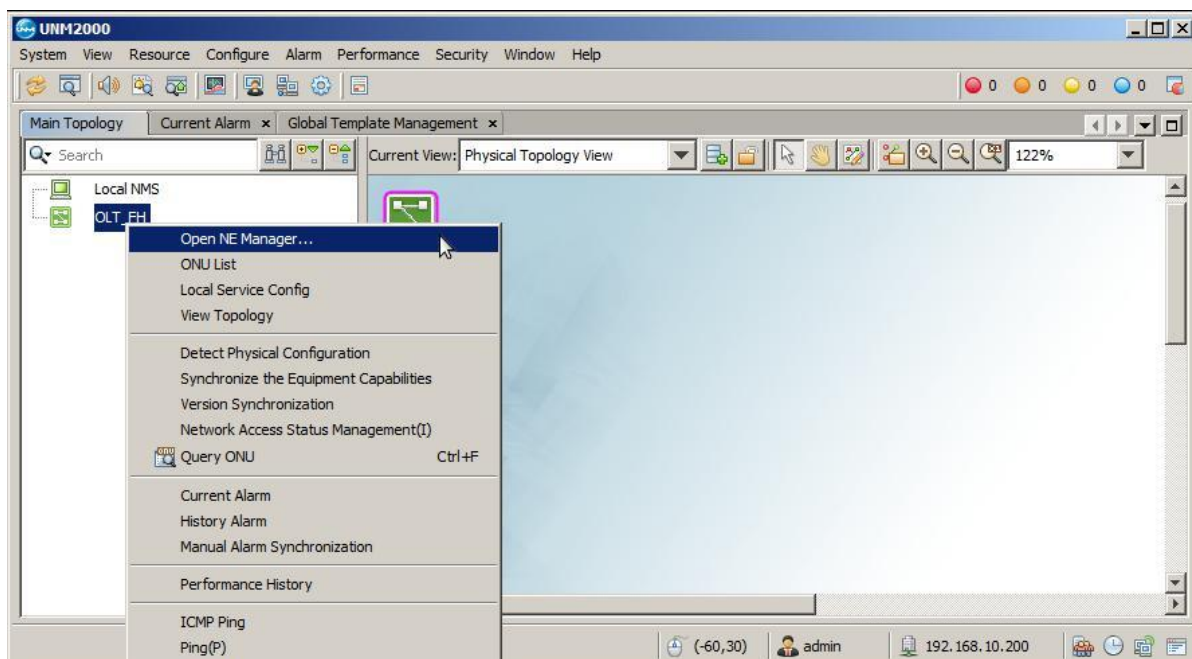 UNM2000
System View Resource Configure Alarm Performance Security Window Help
0 0 0 0
Main Topology Current Alarm × Global Template Management ×
Search Current View: Physical Topology View 122%
Local NMS
OLT_FH
Open NE Manager...
ONU List
Local Service Config
View Topology
Detect Physical Configuration
Synchronize the Equipment Capabilities
Version Synchronization
Network Access Status Management(I)
Query ONU Ctrl+F
Current Alarm
History Alarm
Manual Alarm Synchronization
Performance History
ICMP Ping
Ping(P)
(-60,30) admin 192.168.10.200